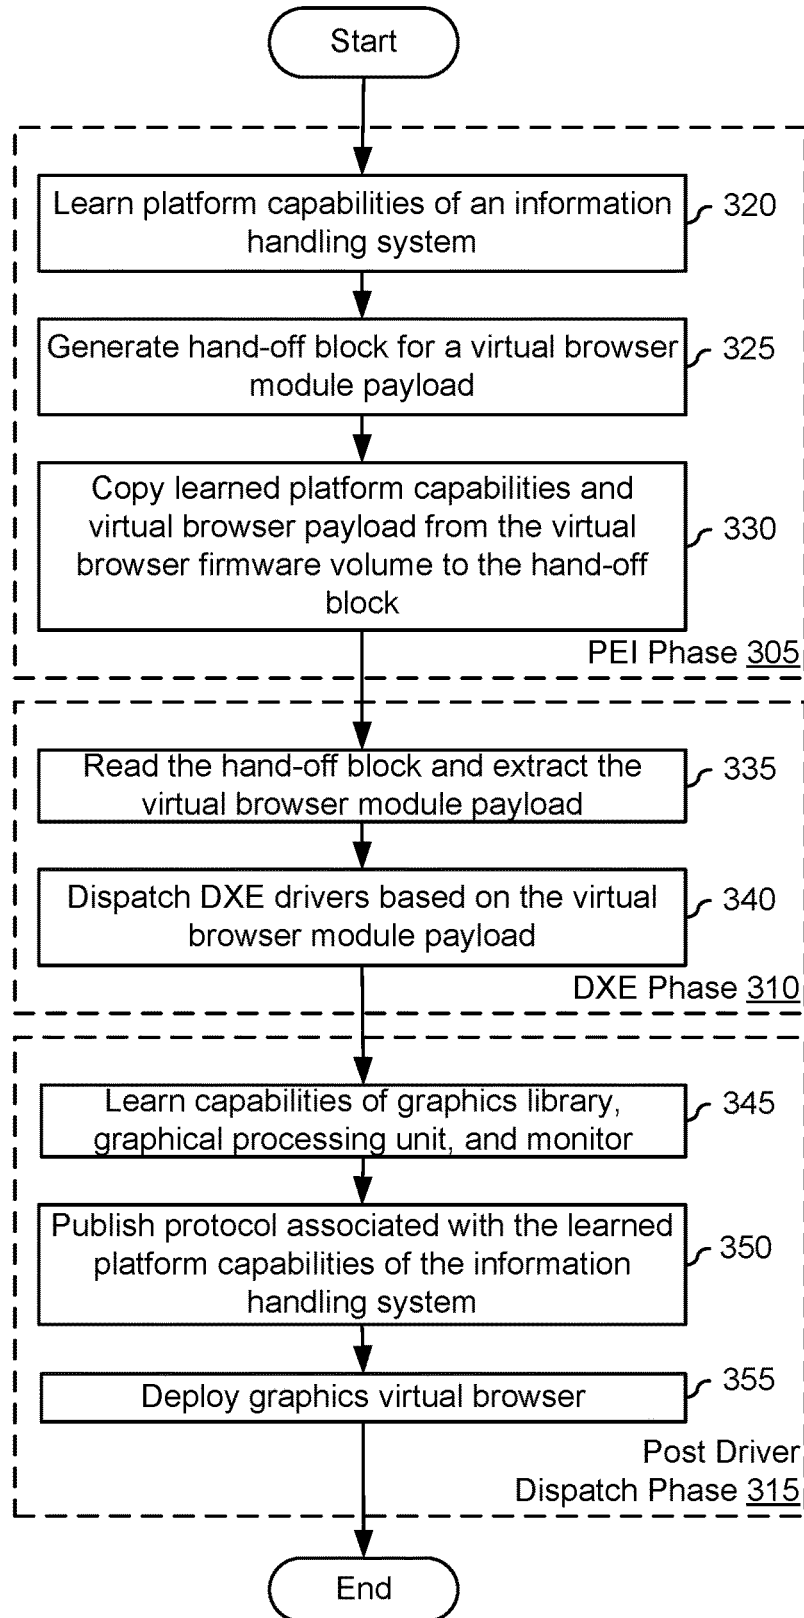 Start
Learn platform capabilities of an information
handling system
320
Generate hand-off block for a virtual browser
module payload
325
Copy learned platform capabilities and
virtual browser payload from the virtual
browser firmware volume to the hand-off
block
330
PEI Phase 305
Read the hand-off block and extract the
virtual browser module payload
335
Dispatch DXE drivers based on the virtual
browser module payload
340
DXE Phase 310
Learn capabilities of graphics library,
graphical processing unit, and monitor
345
Publish protocol associated with the learned
platform capabilities of the information
handling system
350
Deploy graphics virtual browser
355
Post Driver
Dispatch Phase 315
End